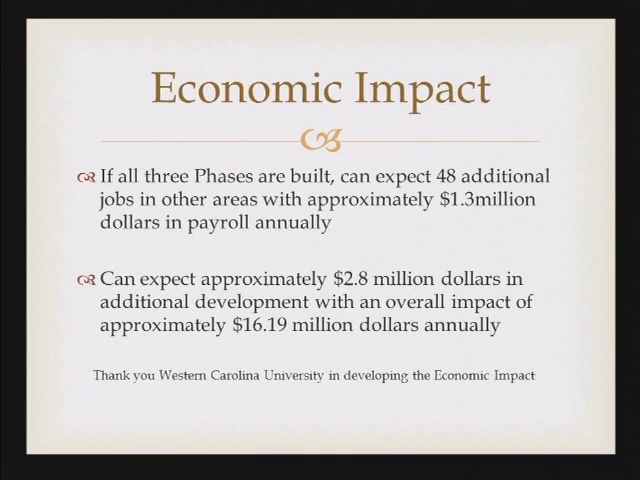 Economic Impact
If all three Phases are built, can expect 48 additional
jobs in other areas with approximately $1.3million
dollars in payroll annually
Can expect approximately $2.8 million dollars in
additional development with an overall impact of
approximately $16.19 million dollars annually
Thank you Western Carolina University in developing the Economic Impact